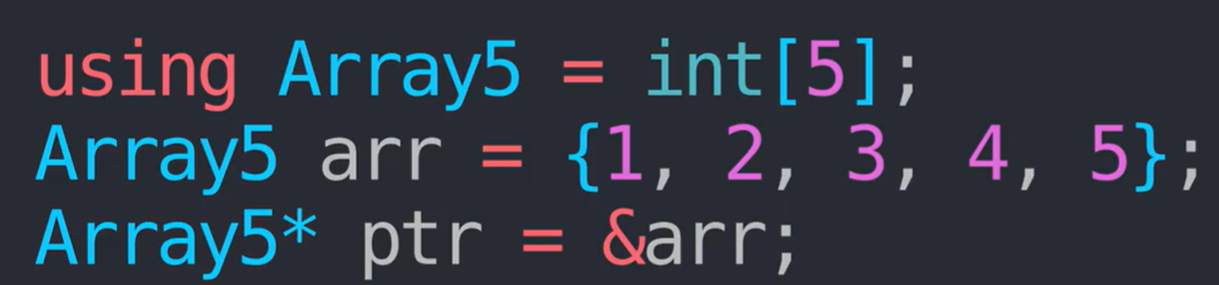 using Array5 = int[5];
Array5 arr = {1, 2, 3, 4, 5};
Array5* ptr = &arr;